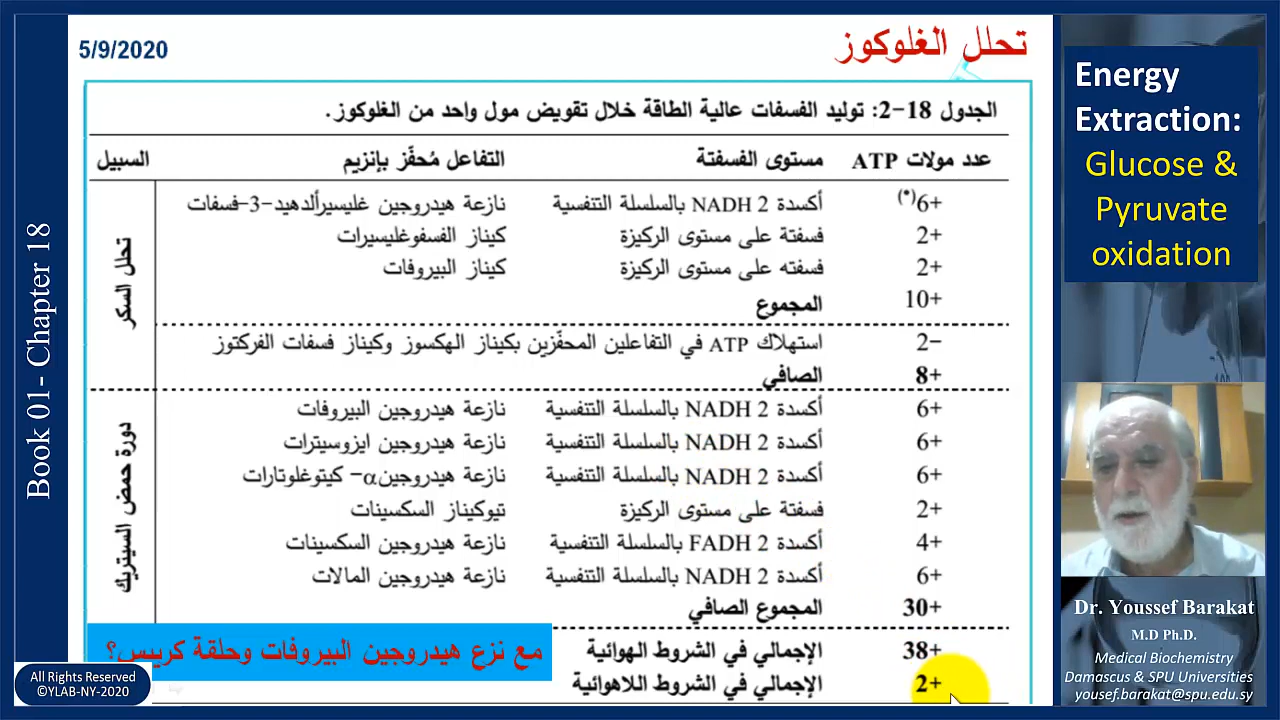 5/9/2020
تحلل الغلوكوز
الجدول 18-2: توليد الفسفات عالية الطاقة خلال تقويض مول واحد من الغلوكوز.
عدد مولات ATP مستوى الفسفتة التفاعل مُحفّز بإنزيم السبيل
+6(*) أكسدة 2 NADH بالسلسلة التنفسية نازعة هيدروجين غليسيرألدهيد-3-فسفات
+2 فسفتة على مستوى الركيزة كيناز الفسفوغليسيرات
+2 فسفته على مستوى الركيزة كيناز البيروفات
+10 المجموع
−2 استهلاك ATP في التفاعلين المحفّزين بكيناز الهكسوز وكيناز فسفات الفركتوز
+8 الصافي
تحلل السكر
+6 أكسدة 2 NADH بالسلسلة التنفسية نازعة هيدروجين البيروفات
+6 أكسدة 2 NADH بالسلسلة التنفسية نازعة هيدروجين ايزوسيترات
+6 أكسدة 2 NADH بالسلسلة التنفسية نازعة هيدروجين α- كيتوغلوتارات
+2 فسفتة على مستوى الركيزة تيوكيناز السكسينات
+4 أكسدة 2 FADH بالسلسلة التنفسية نازعة هيدروجين السكسينات
+6 أكسدة 2 NADH بالسلسلة التنفسية نازعة هيدروجين المالات
+30 المجموع الصافي
دورة حمض السيتريك
+38 الإجمالي في الشروط الهوائية
+2 الإجمالي في الشروط اللاهوائية
مع نزع هيدروجين البيروفات وحلقة كريبس؟
Book 01- Chapter 18
All Rights Reserved
©YLAB-NY-2020
Energy
Extraction:
Glucose &
Pyruvate
oxidation
Dr. Youssef Barakat
M.D Ph.D.
Medical Biochemistry
Damascus & SPU Universities
yousef.barakat@spu.edu.sy